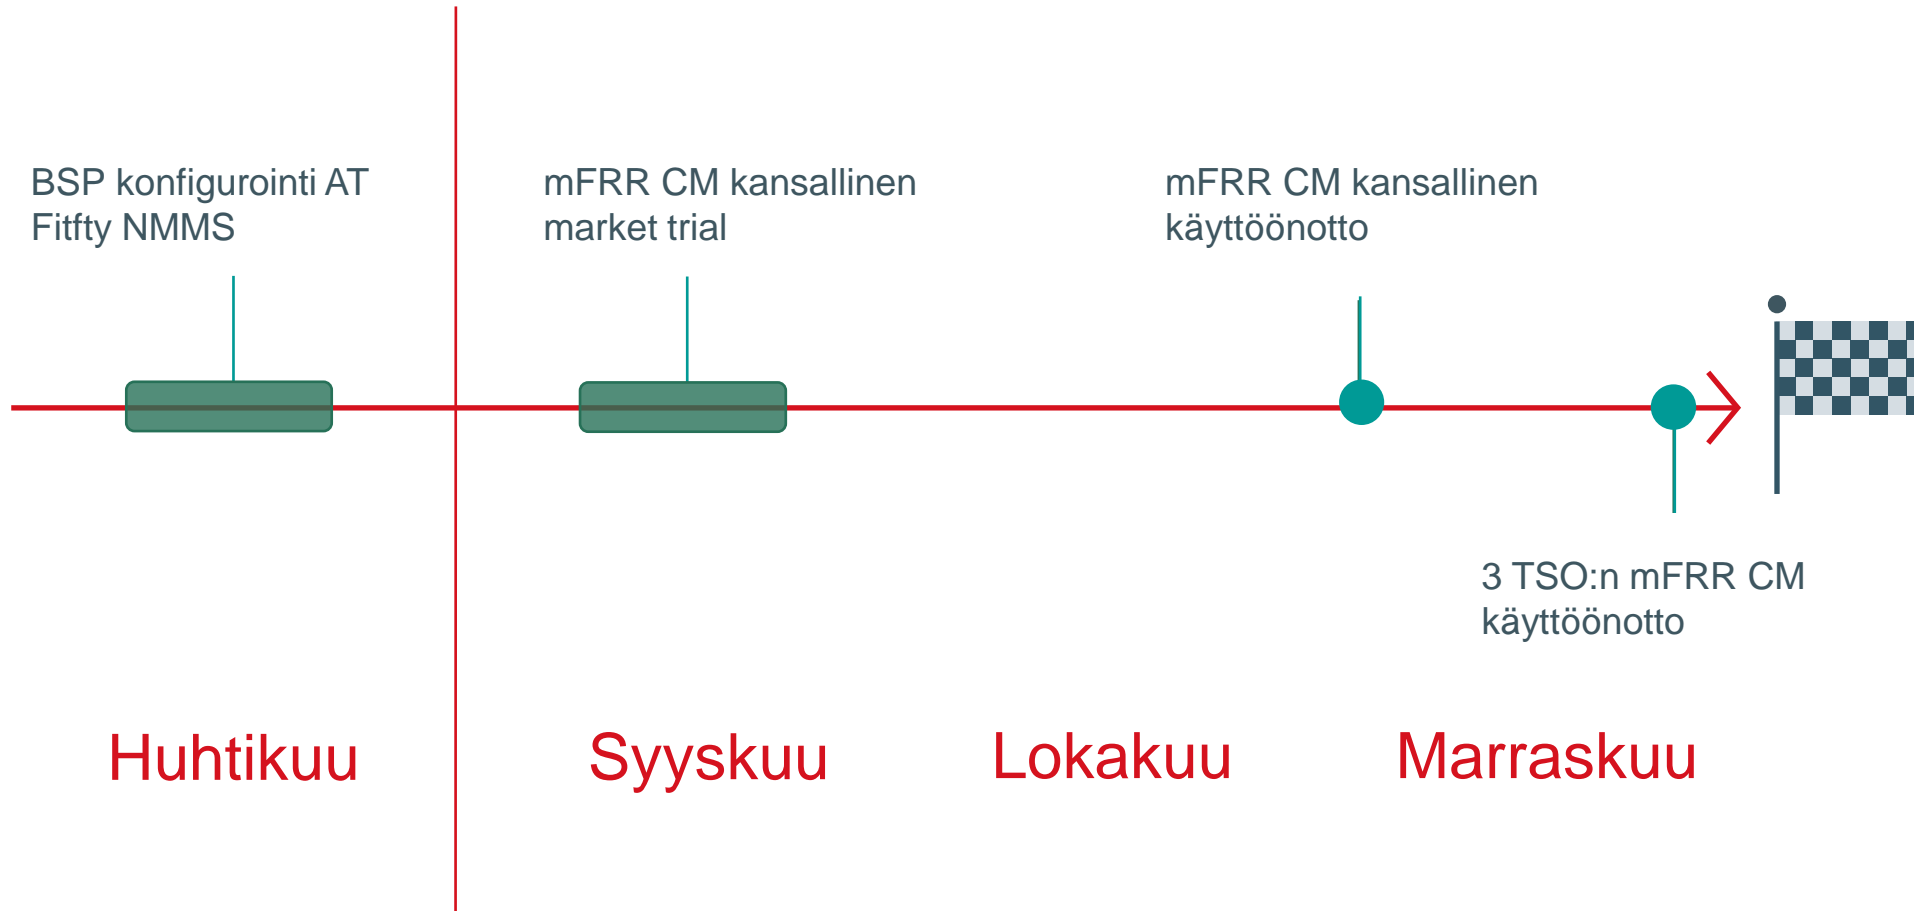 BSP konfigurointi AT
Fitfty NMMS
mFRR CM kansallinen
market trial
mFRR CM kansallinen
käyttöönotto
3 TSO:n mFRR CM
käyttöönotto
Huhtikuu
Syyskuu
Lokakuu
Marraskuu